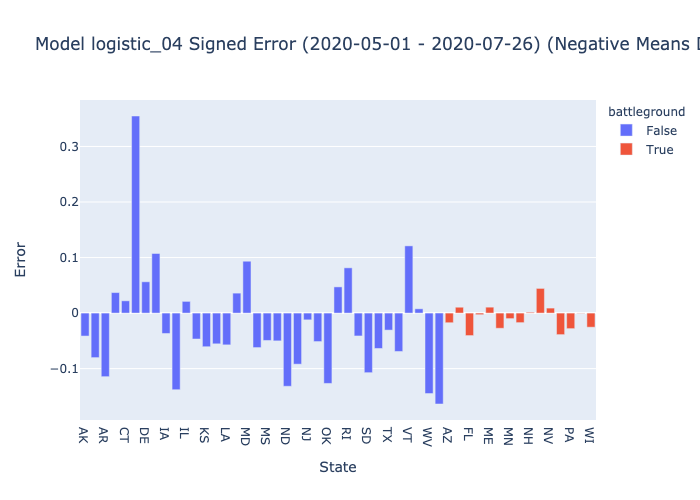 Model logistic_04 Signed Error (2020-05-01 - 2020-07-26) (Negative Means D
battleground
False
True
0.3
0.2
0.1
0
−0.1
Error
AK
AR
CT
DE
IA
IL
KS
LA
MD
MS
ND
NJ
OK
RI
SD
TX
VT
WV
AZ
FL
ME
MN
NH
NV
PA
WI
State